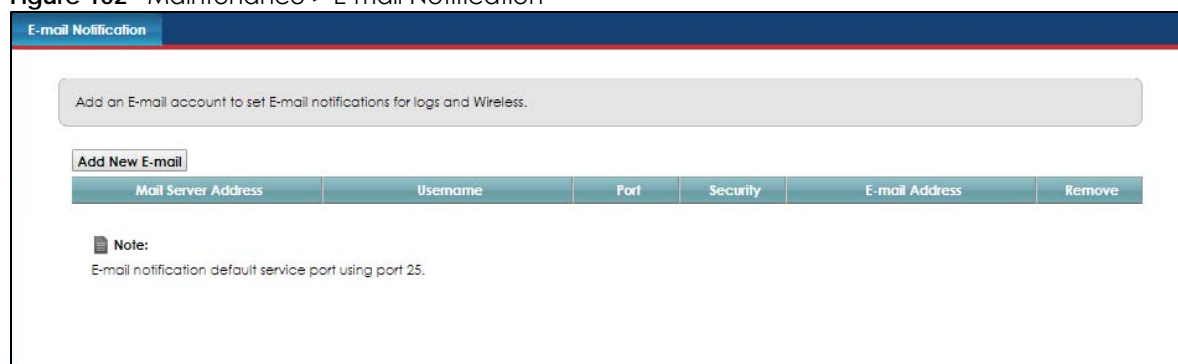 Figure 102 Maintenance > E-mail Notification
E-mail Notification
Add an E-mail account to set E-mail notifications for logs and Wireless.
Add New E-mail
Mail Server Address Username Port Security E-mail Address Remove
Note:
E-mail notification default service port using port 25.